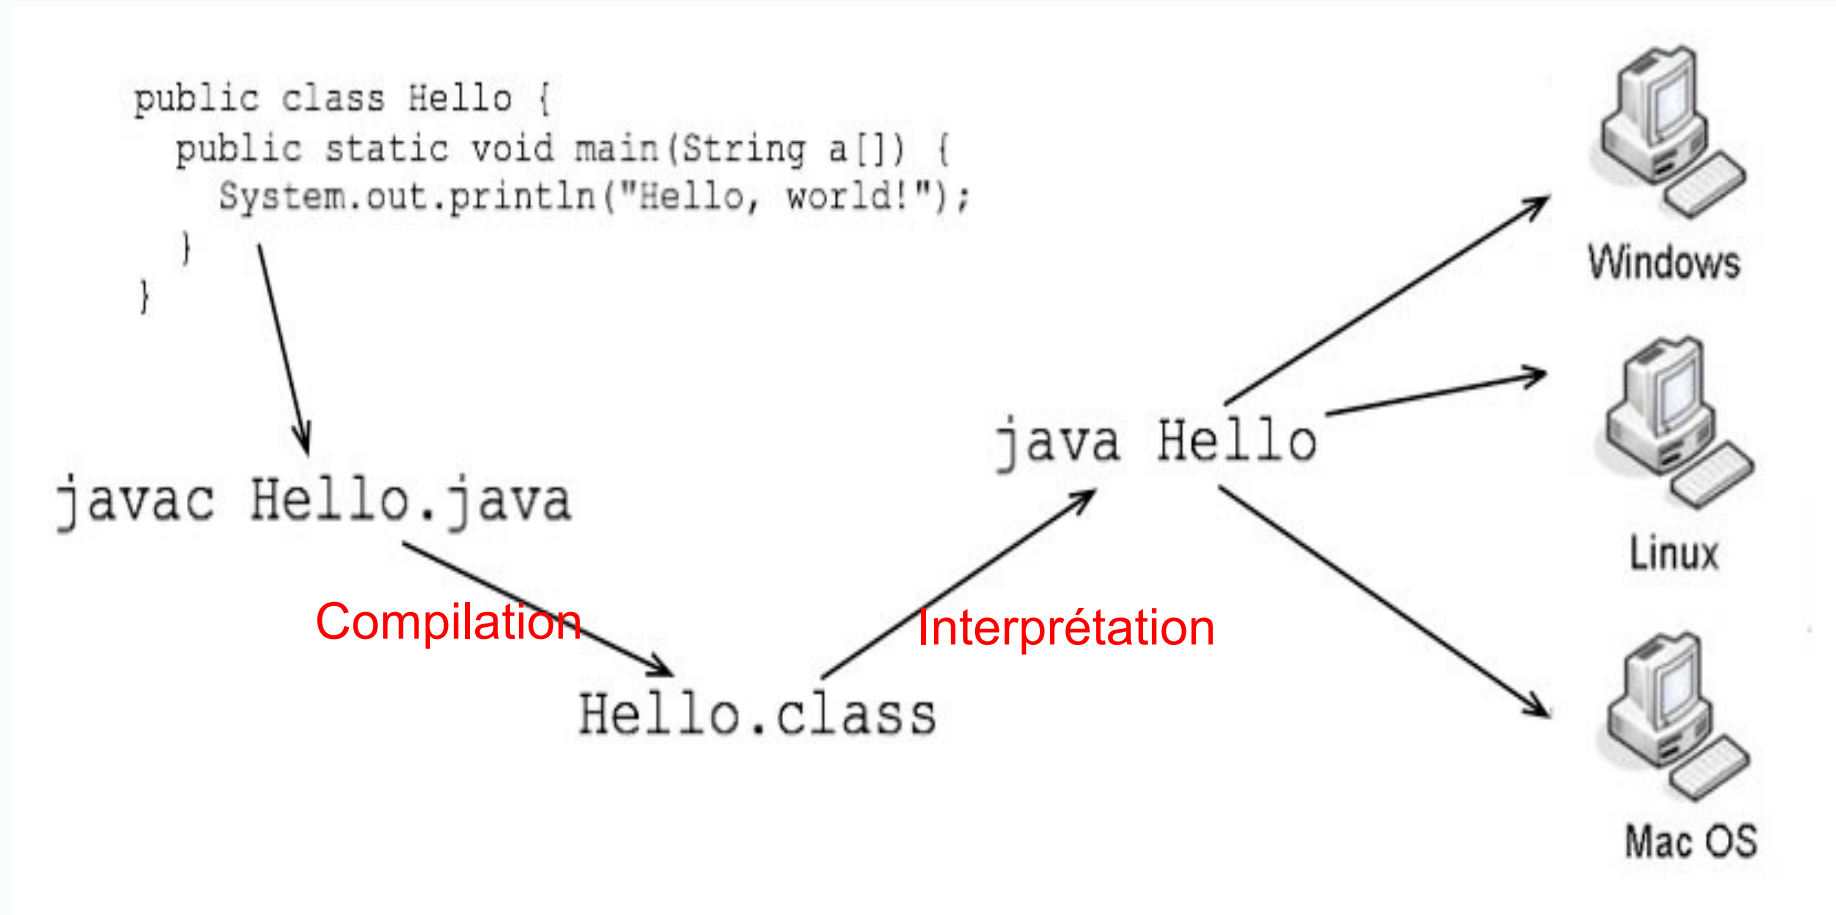 public class Hello {
public static void main(String a[]) {
System.out.println("Hello, world!");
}
}
javac Hello.java
Compilation
Hello.class
Interprétation
java Hello
Windows
Linux
Mac OS